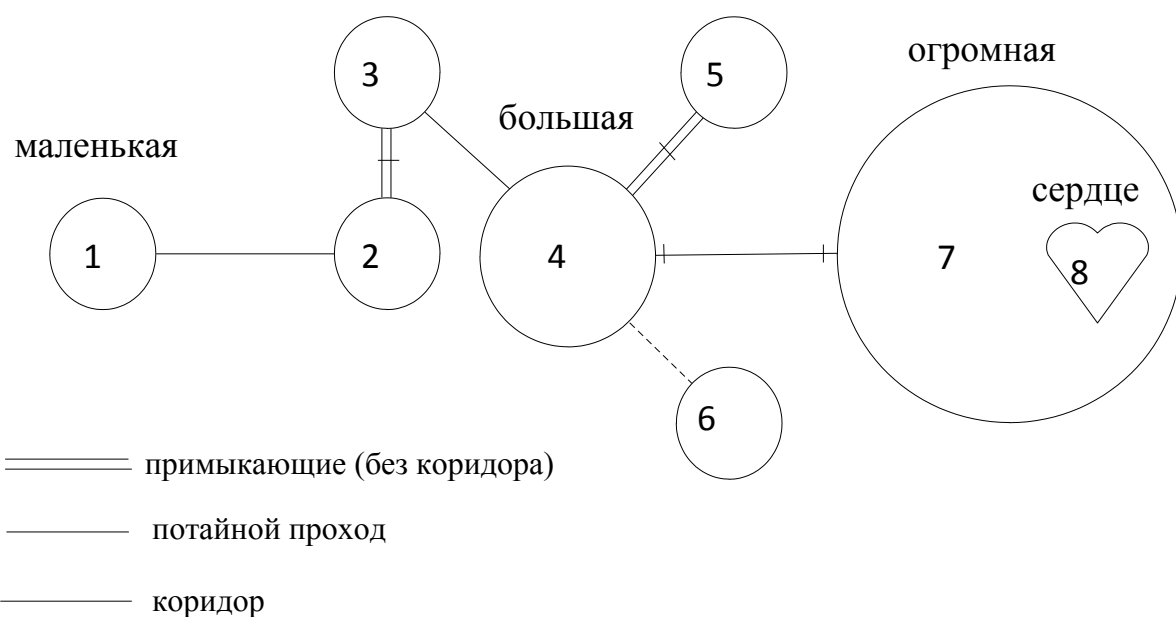 огромная
3
5
большая
маленькая
сердце
1
2
4
7
8
6
примыкающие (без коридора)
потайной проход
коридор